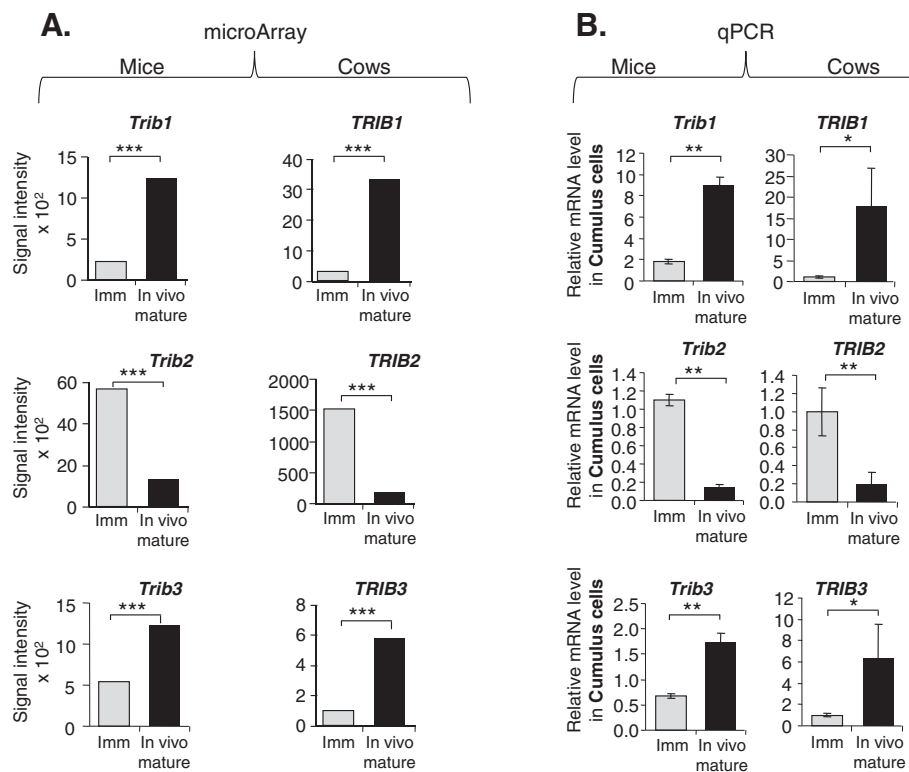 A.
microArray
Mice
Cows
Trib1
TRIB1
Signal intensity
x 10²
15
10
5
0
***
Imm
In vivo
mature
40
30
20
10
0
***
Imm
In vivo
mature
Trib2
TRIB2
Signal intensity
x 10²
60
40
20
0
***
Imm
In vivo
mature
2000
1500
1000
500
0
***
Imm
In vivo
mature
Trib3
TRIB3
Signal intensity
x 10²
15
10
5
0
***
Imm
In vivo
mature
8
6
4
2
0
***
Imm
In vivo
mature
B.
qPCR
Mice
Cows
Trib1
TRIB1
Relative mRNA level
in Cumulus cells
12
10
8
6
4
2
0
**
Imm
In vivo
mature
30
25
20
15
10
5
0
*
Imm
In vivo
mature
Trib2
TRIB2
Relative mRNA level
in Cumulus cells
1.4
1.2
1.0
0.8
0.6
0.4
0.2
0.0
**
Imm
In vivo
mature
1.4
1.2
1.0
0.8
0.6
0.4
0.2
0.0
**
Imm
In vivo
mature
Trib3
TRIB3
Relative mRNA level
in Cumulus cells
2.5
2.0
1.5
1.0
0.5
0.0
**
Imm
In vivo
mature
12
10
8
6
4
2
0
*
Imm
In vivo
mature